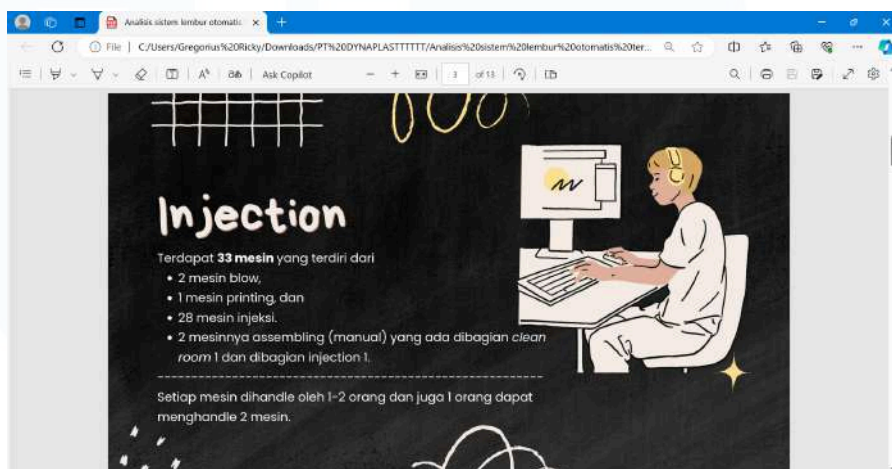 Analisis sistem lembur otomatis
File
C:/Users/Gregorius%20Ricky/Downloads/PT%20DYNAPLASTTTTTT/Analisis%20sistem%20lembur%20otomatis%20ter...
Ask Copilot
3 of 13
Injection
Terdapat 33 mesin yang terdiri dari
• 2 mesin blow,
• 1 mesin printing, dan
• 28 mesin injeksi.
• 2 mesinnya assembling (manual) yang ada dibagian clean
room 1 dan dibagian injection 1.
Setiap mesin dihandle oleh 1-2 orang dan juga 1 orang dapat
menghandle 2 mesin.